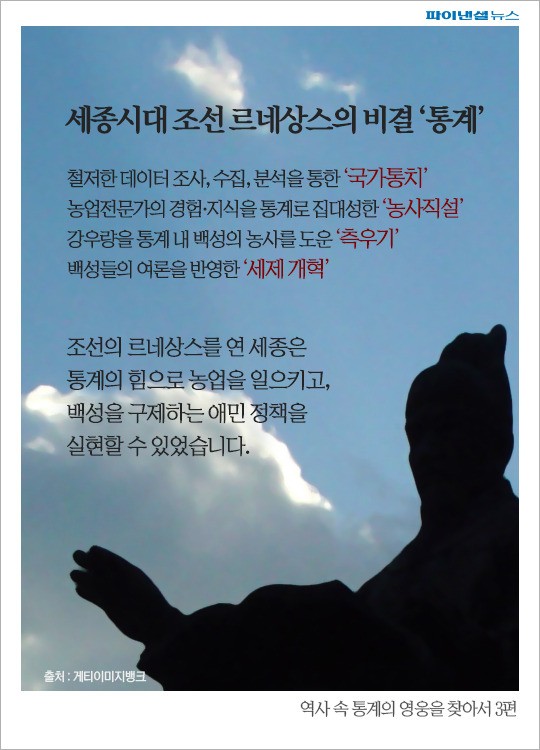 파이낸셜뉴스
세종시대 조선 르네상스의 비결 ‘통계’
철저한 데이터 조사, 수집, 분석을 통한 ‘국가통치’
농업전문가의 경험·지식을 통계로 집대성한 ‘농사직설’
강우량을 통계 내 백성의 농사를 도운 ‘측우기’
백성들의 여론을 반영한 ‘세제 개혁’
조선의 르네상스를 연 세종은
통계의 힘으로 농업을 일으키고,
백성을 구제하는 애민 정책을
실현할 수 있었습니다.
출처 : 게티이미지뱅크
역사 속 통계의 영웅을 찾아서 3편